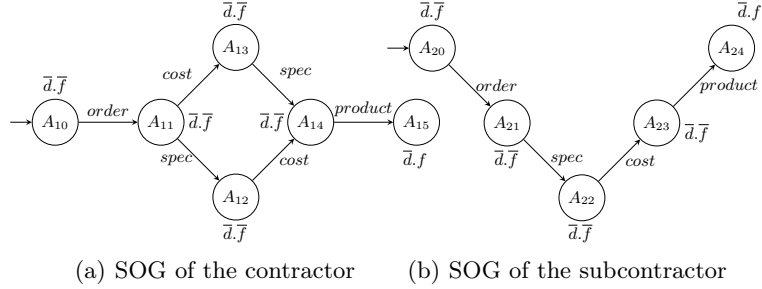 d̅.f̅
d̅.f̅
d̅.f
A₁₃
A₂₀
A₂₄
cost
spec
order
product
d̅.f̅
A₁₀
order
A₁₁
d̅.f̅
d̅.f̅
A₁₄
product
A₁₅
d̅.f
A₂₁
d̅.f̅
A₂₃
d̅.f̅
spec
cost
spec
cost
A₁₂
d̅.f̅
A₂₂
d̅.f̅
(a) SOG of the contractor
(b) SOG of the subcontractor